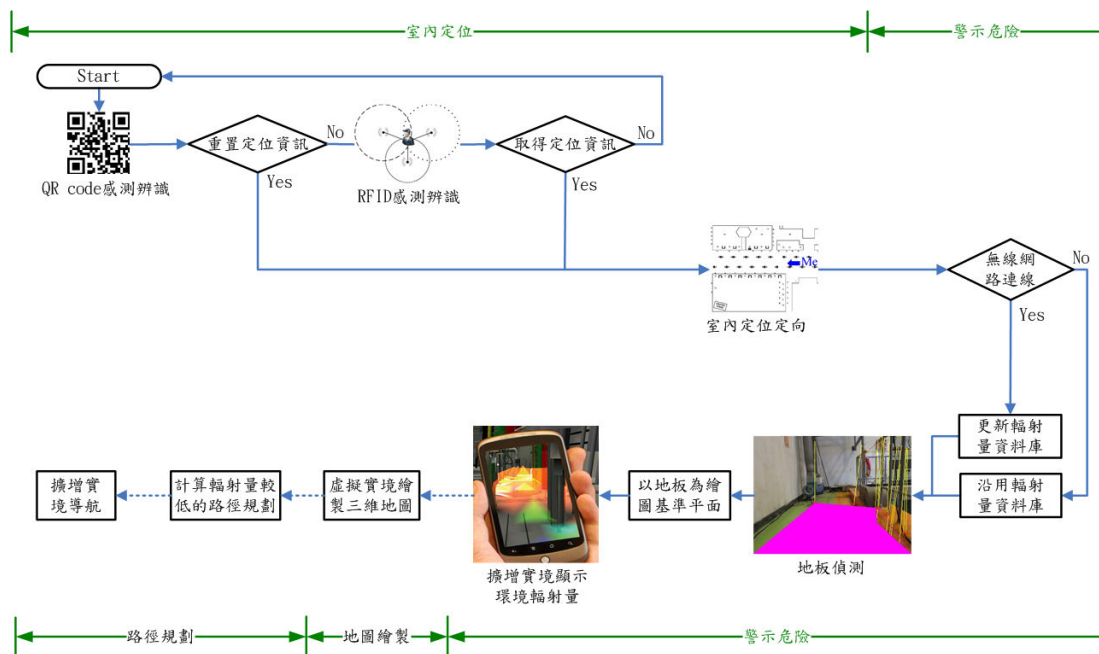 室內定位
警示危險
Start
QR code感測辨識
重置定位資訊
No
Yes
RFID感測辨識
取得定位資訊
No
Yes
Me
室內定位定向
無線網
路連線
No
Yes
更新輻射
量資料庫
沿用輻射
量資料庫
地板偵測
以地板為繪
圖基準平面
擴增實境顯示
環境輻射量
虛擬實境繪
製三維地圖
計算輻射量較
低的路徑規劃
擴增實
境導航
路徑規劃
地圖繪製
警示危險